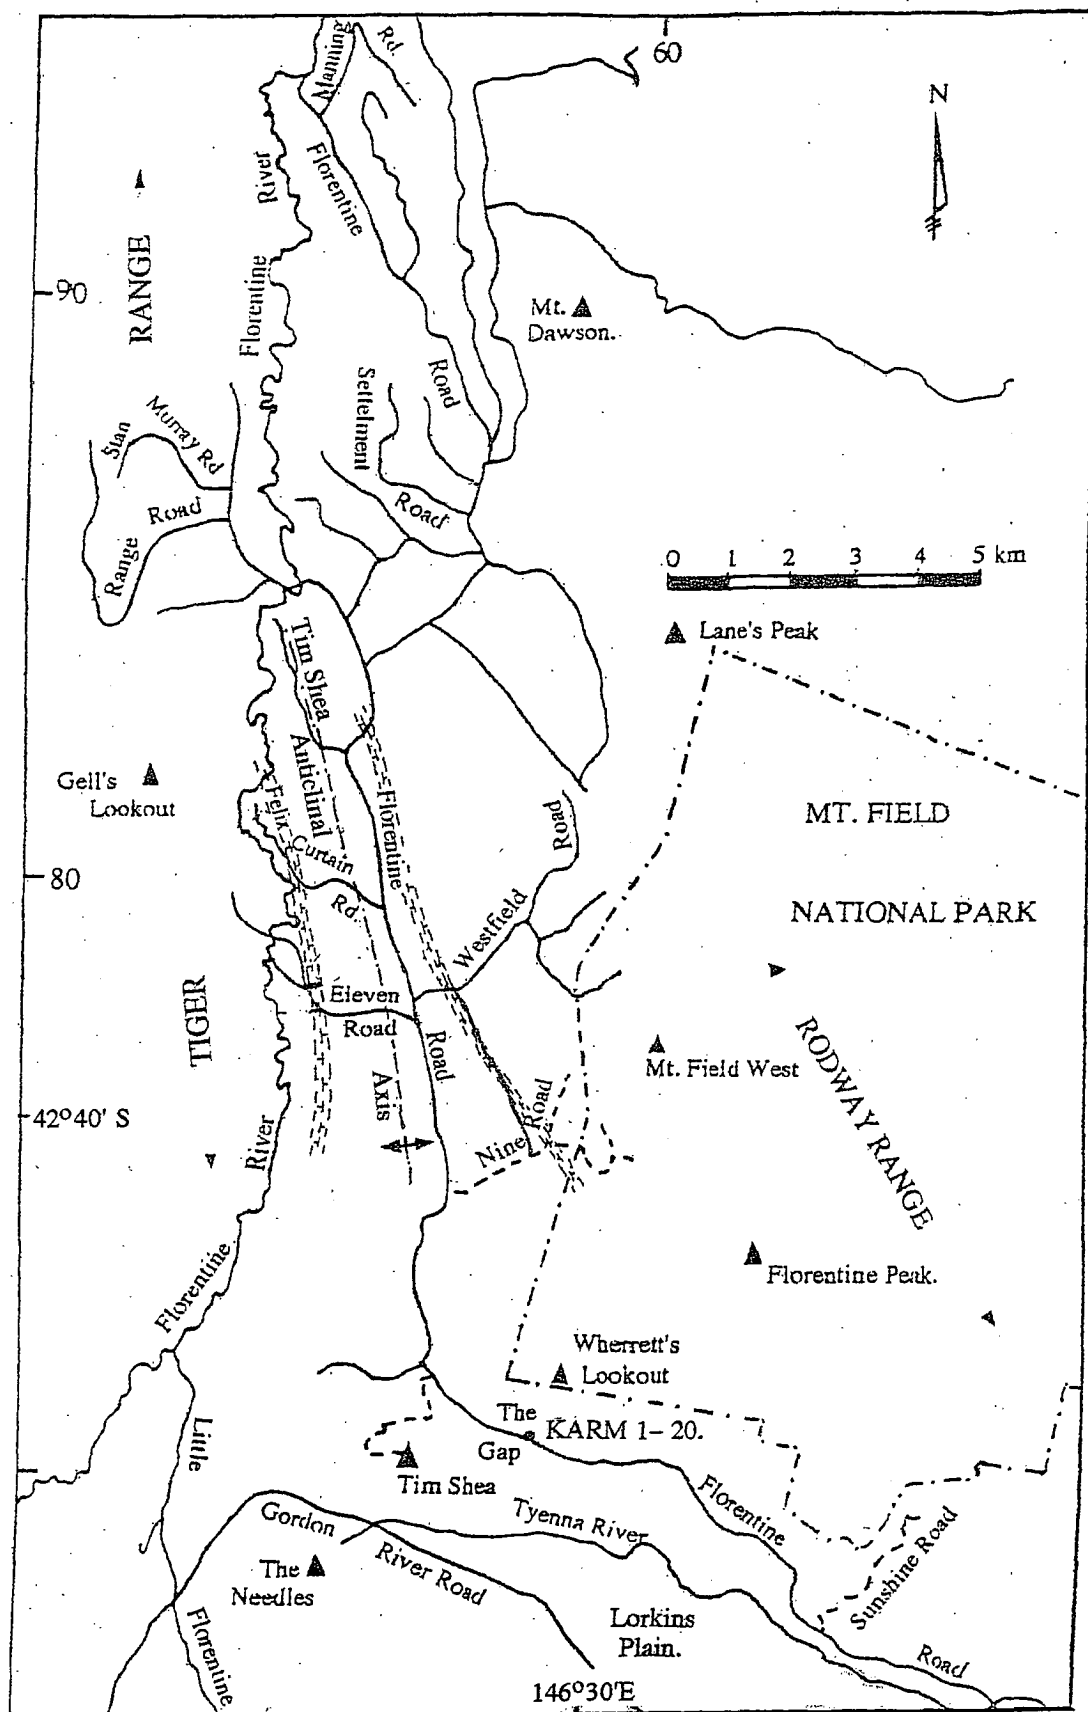 60
N
Manning
Rd.
River
Florentine
RANGE
90
Florentine
Mt.
Dawson.
Road
Settelment
Stan
Murray Rd
Road
Road
Range
0 1 2 3 4 5 km
Lane's Peak
Tim Shea
Anticlinal
Gell's
Lookout
Felix
Florentine
MT. FIELD
Curtain
Rd.
Road
80
NATIONAL PARK
Westfield
TIGER
Eleven
Road
Road
RODWAY RANGE
Mt. Field West
Axis
42°40' S
River
Nine Road
Florentine
Florentine Peak.
Wherrett's
Lookout
The
Gap
KARM 1–20.
Little
Tim Shea
Florentine
Gordon
River Road
Tyenna River
Sunshine Road
The
Needles
Lorkins
Plain.
Florentine
Road
146°30'E